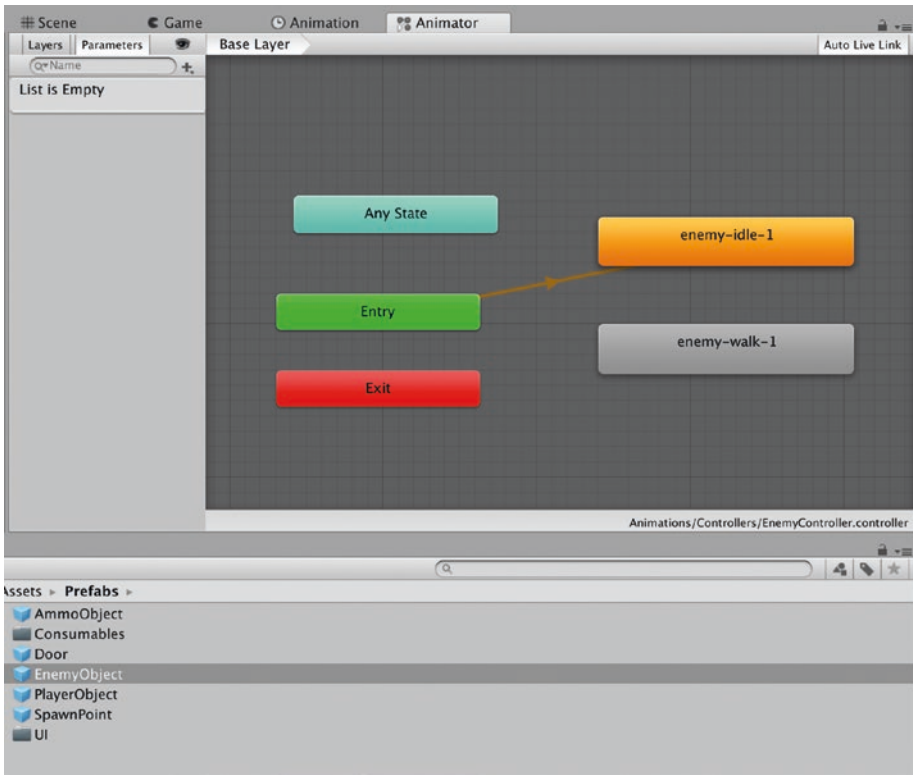 Scene Game Animation Animator
Layers Parameters Base Layer Auto Live Link
Name
List is Empty
Any State
enemy-idle-1
Entry
enemy-walk-1
Exit
Animations/Controllers/EnemyController.controller
Assets Prefabs
AmmoObject
Consumables
Door
EnemyObject
PlayerObject
SpawnPoint
UI